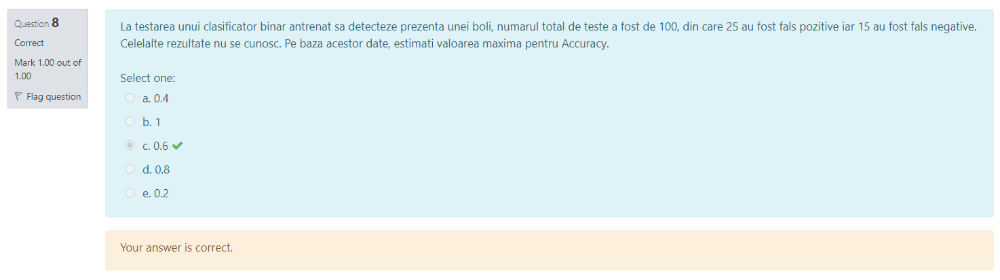 Question 8
Correct
Mark 1.00 out of
1.00
Flag question
La testarea unui clasificator binar antrenat sa detecteze prezenta unei boli, numarul total de teste a fost de 100, din care 25 au fost fals pozitive iar 15 au fost fals negative.
Celelalte rezultate nu se cunosc. Pe baza acestor date, estimati valoarea maxima pentru Accuracy.
Select one:
a. 0.4
b. 1
c. 0.6
d. 0.8
e. 0.2
Your answer is correct.